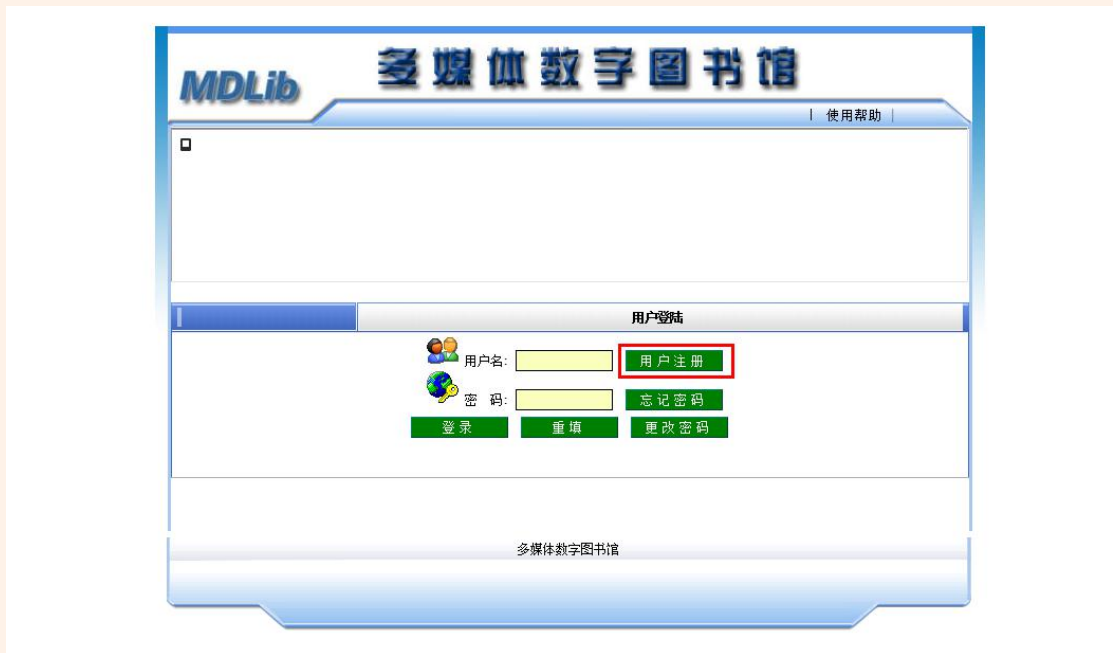 MDLib
多媒体数字图书馆
| 使用帮助 |
用户登陆
用户名: 用户注册
密 码: 忘记密码
登录 重填 更改密码
多媒体数字图书馆